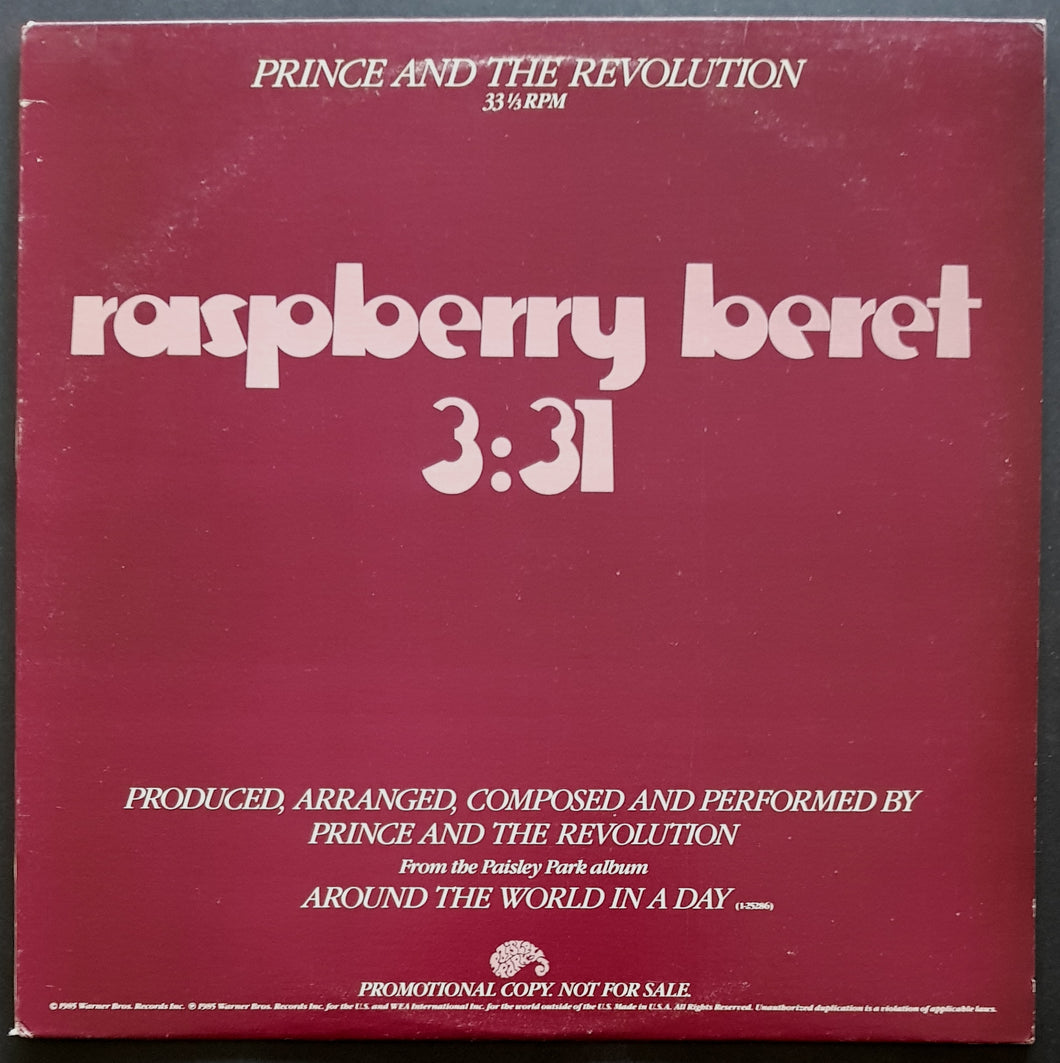 PRINCE AND THE REVOLUTION
33 1/3 RPM
raspberry beret
3:31
PRODUCED, ARRANGED, COMPOSED AND PERFORMED BY
PRINCE AND THE REVOLUTION
From the Paisley Park album
AROUND THE WORLD IN A DAY (1-25286)
PAISLEY
PARK
PROMOTIONAL COPY. NOT FOR SALE.
© 1985 Warner Bros. Records Inc. ℗ 1985 Warner Bros. Records Inc. for the U.S. and WEA International Inc. for the world outside of the U.S. Made in U.S.A. All Rights Reserved. Unauthorized duplication is a violation of applicable laws.